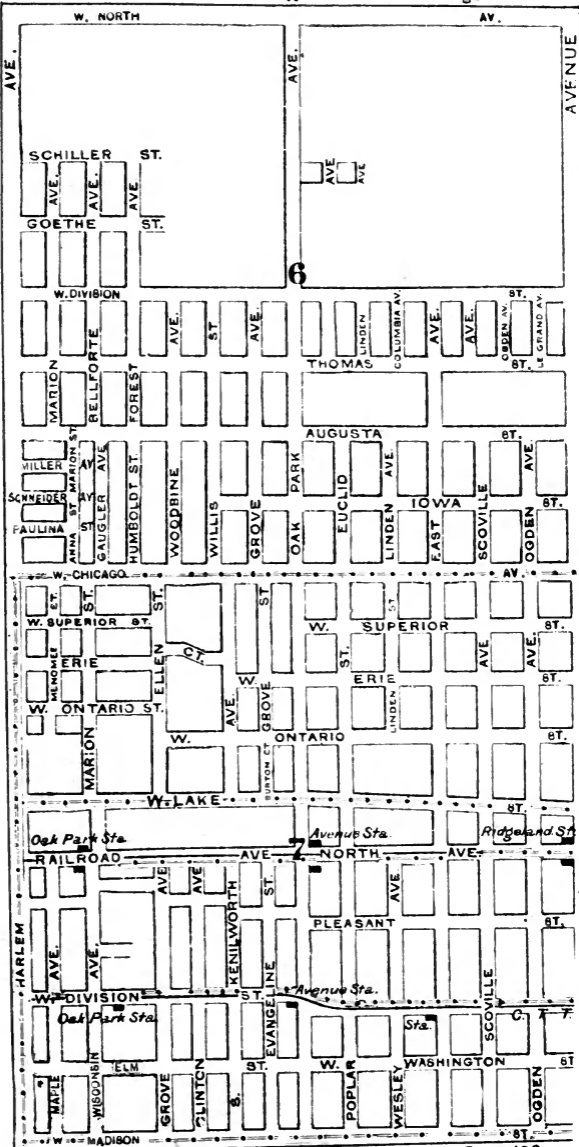 W. NORTH AV.
AVE.
AVE.
AVENUE
SCHILLER ST.
AVE.
AVE.
AVE
AVE
AVE
GOETHE ST.
6
W. DIVISION ST.
MARION
BELLFORTE
FOREST
AVE.
ST
AVE.
LINDEN
COLUMBIA AV.
AVE.
AVE.
OGDEN AV.
LE GRAND AV.
THOMAS ST.
AUGUSTA ST.
MILLER AV
SCHNEIDER AV
PAULINA ST
ANNA ST
MARION ST.
GAUGLER AVE
HUMBOLDT ST.
WOODBINE
WILLIS
GROVE
OAK PARK
EUCLID
LINDEN AVE.
EAST
SCOVILLE
OGDEN AVE
IOWA ST.
W. CHICAGO AV.
ST.
ST.
ST.
ST
ST
W. SUPERIOR ST.
W. SUPERIOR ST.
MENOMEE
ERIE
ELLEN
CT.
W. ERIE ST.
ST.
AVE
AVE.
W. ONTARIO ST.
W. ONTARIO ST.
MARION
AVE.
GROVE
BURTON CT.
LINDEN
W. LAKE ST.
Oak Park Sta
Avenue Sta.
Ridgeland St
RAILROAD AVE
7
NORTH AVE.
AVE
AVE
ST
AVE
KENILWORTH
PLEASANT ST.
HARLEM
AVE.
AVE.
W. DIVISION ST.
Avenue Sta.
Oak Park Sta.
EVANGELINE
Sta.
SCOVILLE
C. T. T.
ELM ST.
W. WASHINGTON ST.
MAPLE
WISCONSIN
GROVE
CLINTON
S.
POPLAR
WESLEY
OGDEN
W. MADISON ST.